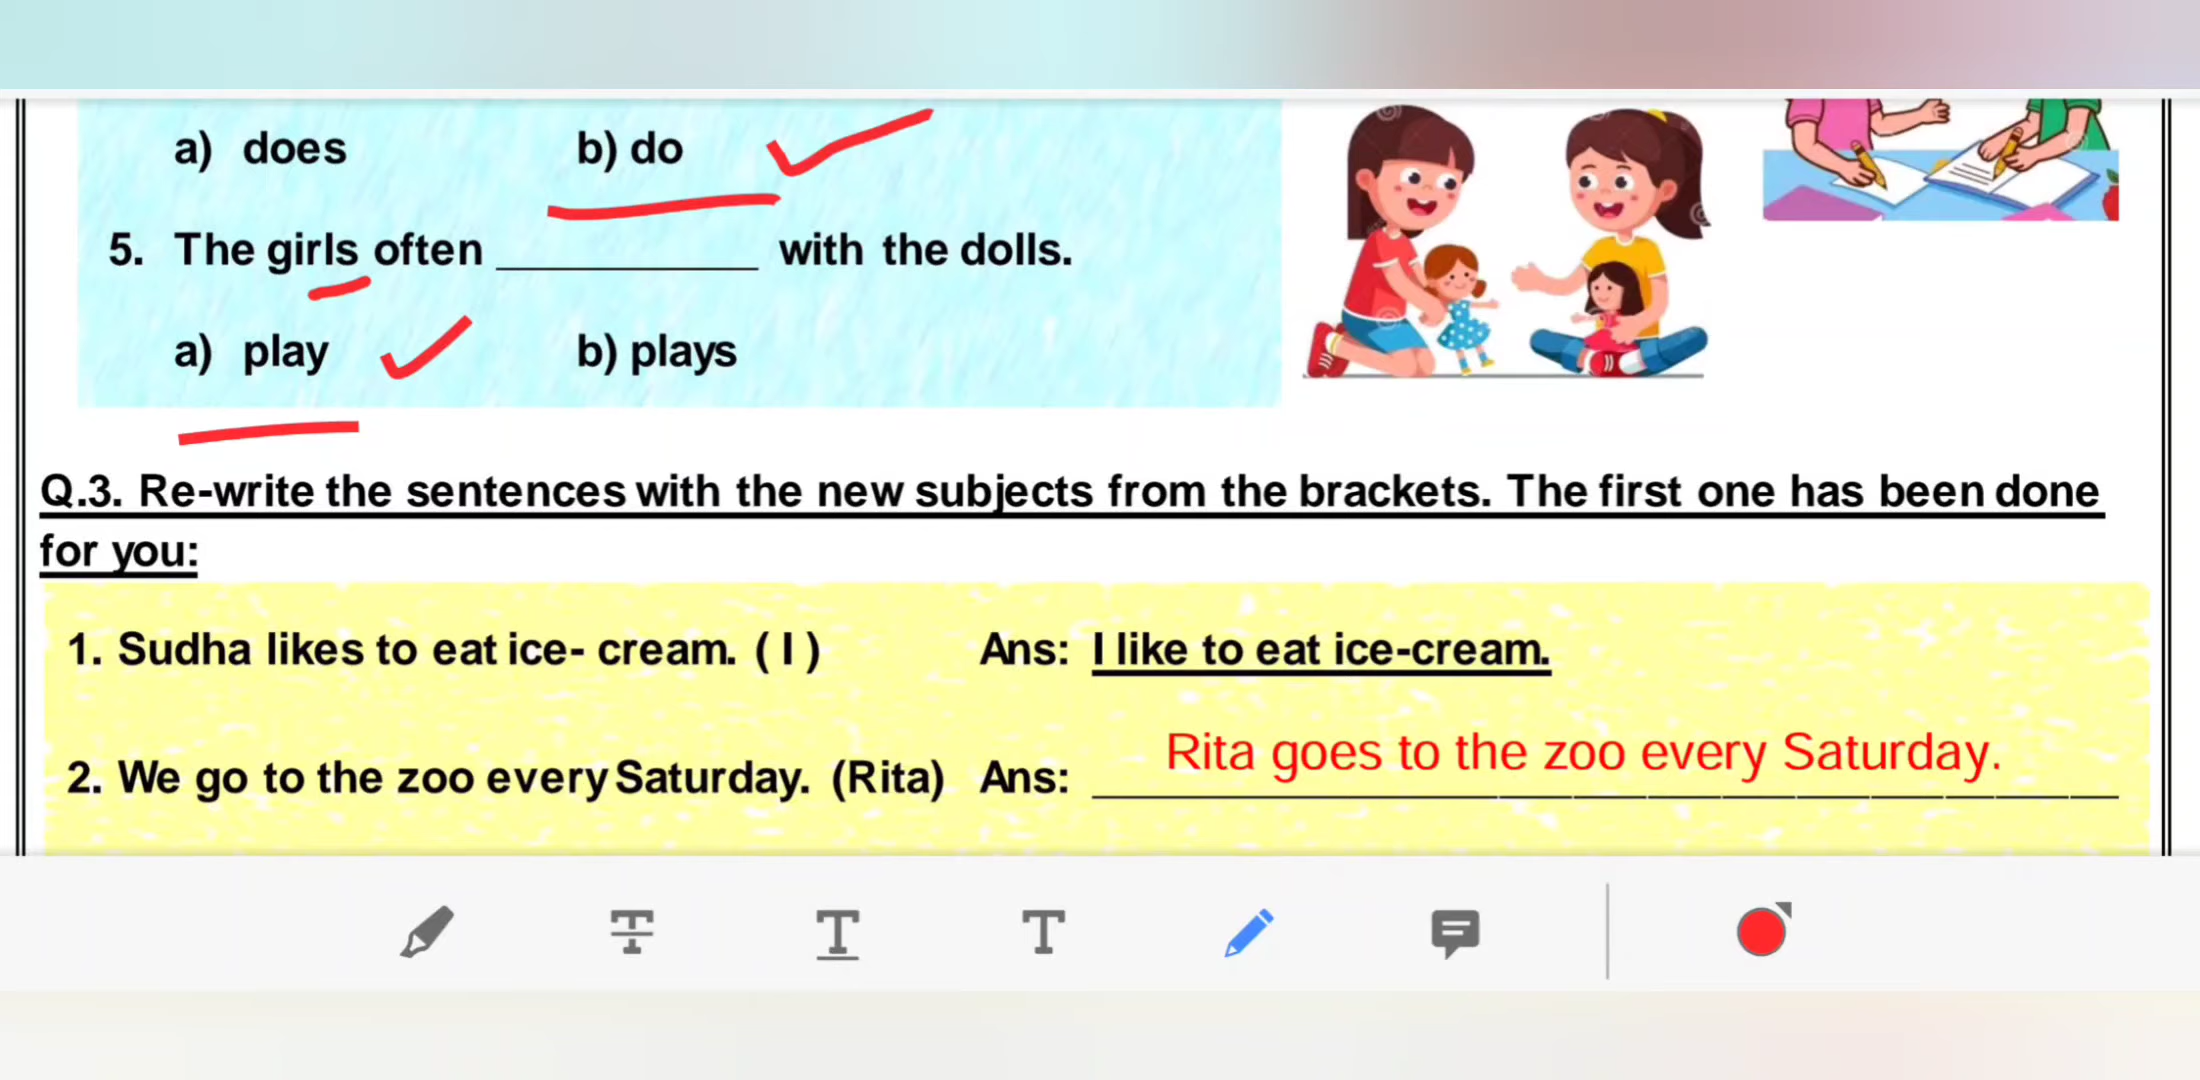 a) does b) do
5. The girls often __________ with the dolls.
a) play b) plays
Q.3. Re-write the sentences with the new subjects from the brackets. The first one has been done
for you:
1. Sudha likes to eat ice- cream. ( I ) Ans: I like to eat ice-cream.
2. We go to the zoo every Saturday. (Rita) Ans: Rita goes to the zoo every Saturday.